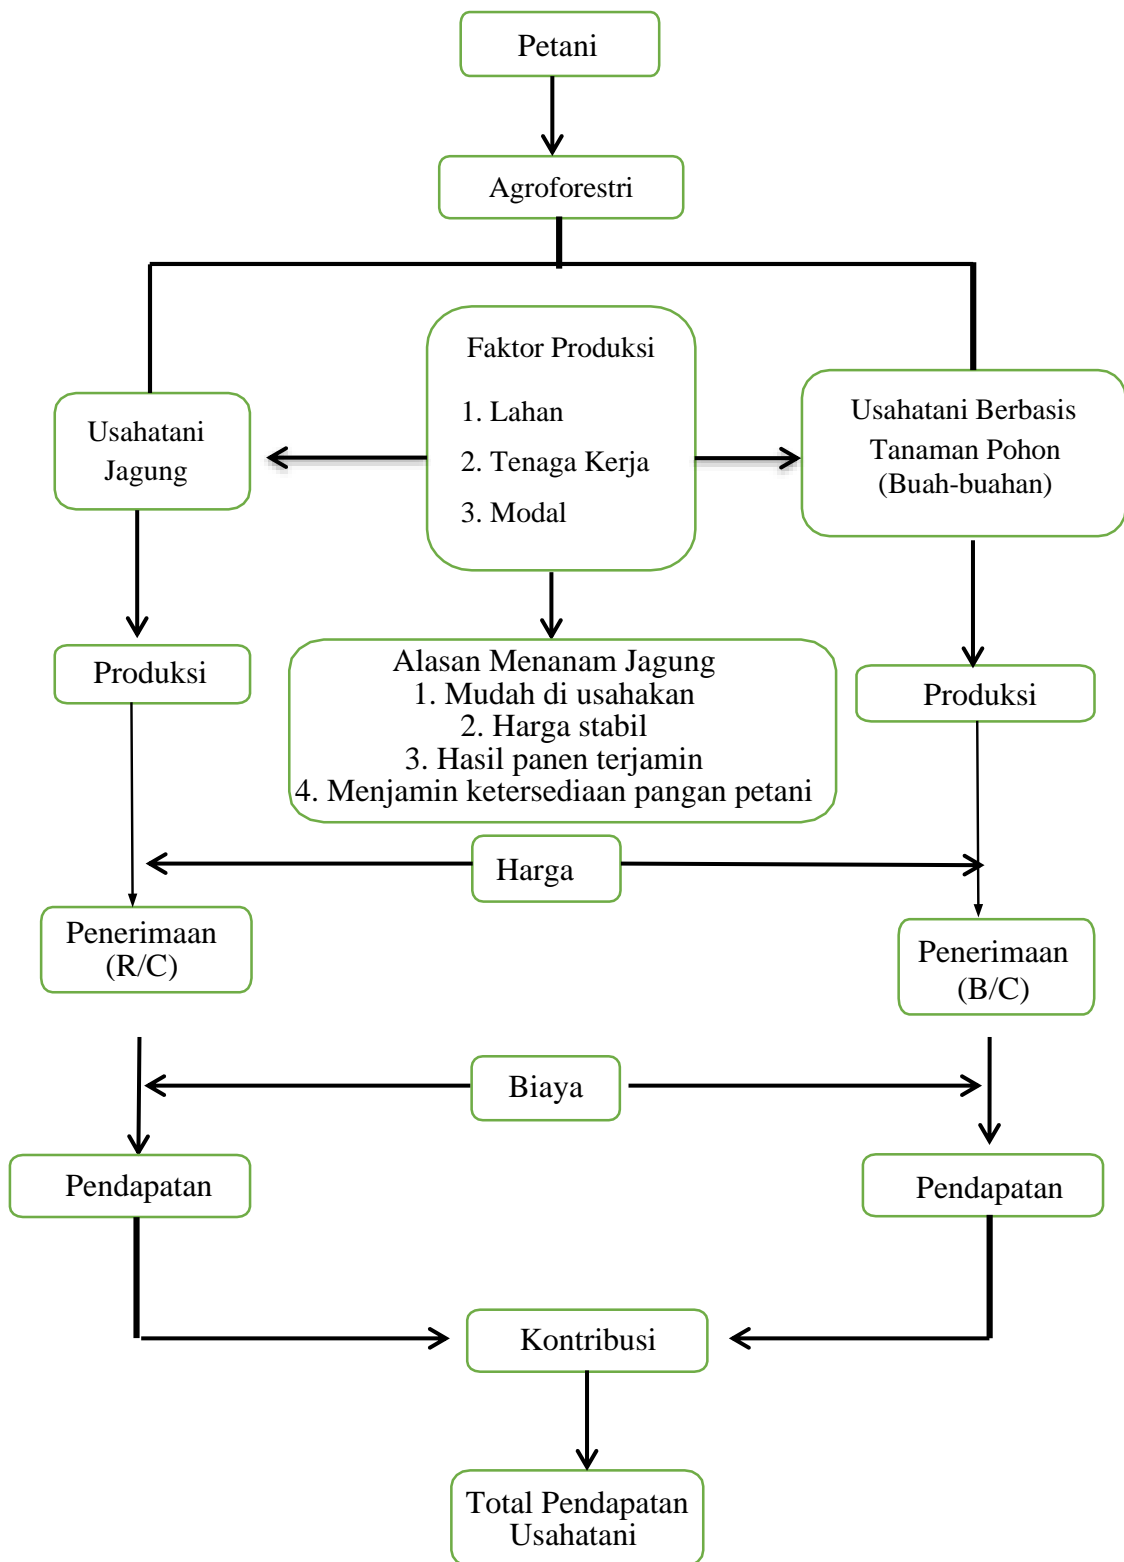 Petani
Agroforestri
Faktor Produksi
1. Lahan
2. Tenaga Kerja
3. Modal
Usahatani
Jagung
Usahatani Berbasis
Tanaman Pohon
(Buah-buahan)
Produksi
Alasan Menanam Jagung
1. Mudah di usahakan
2. Harga stabil
3. Hasil panen terjamin
4. Menjamin ketersediaan pangan petani
Produksi
Harga
Penerimaan
(R/C)
Penerimaan
(B/C)
Biaya
Pendapatan
Pendapatan
Kontribusi
Total Pendapatan
Usahatani